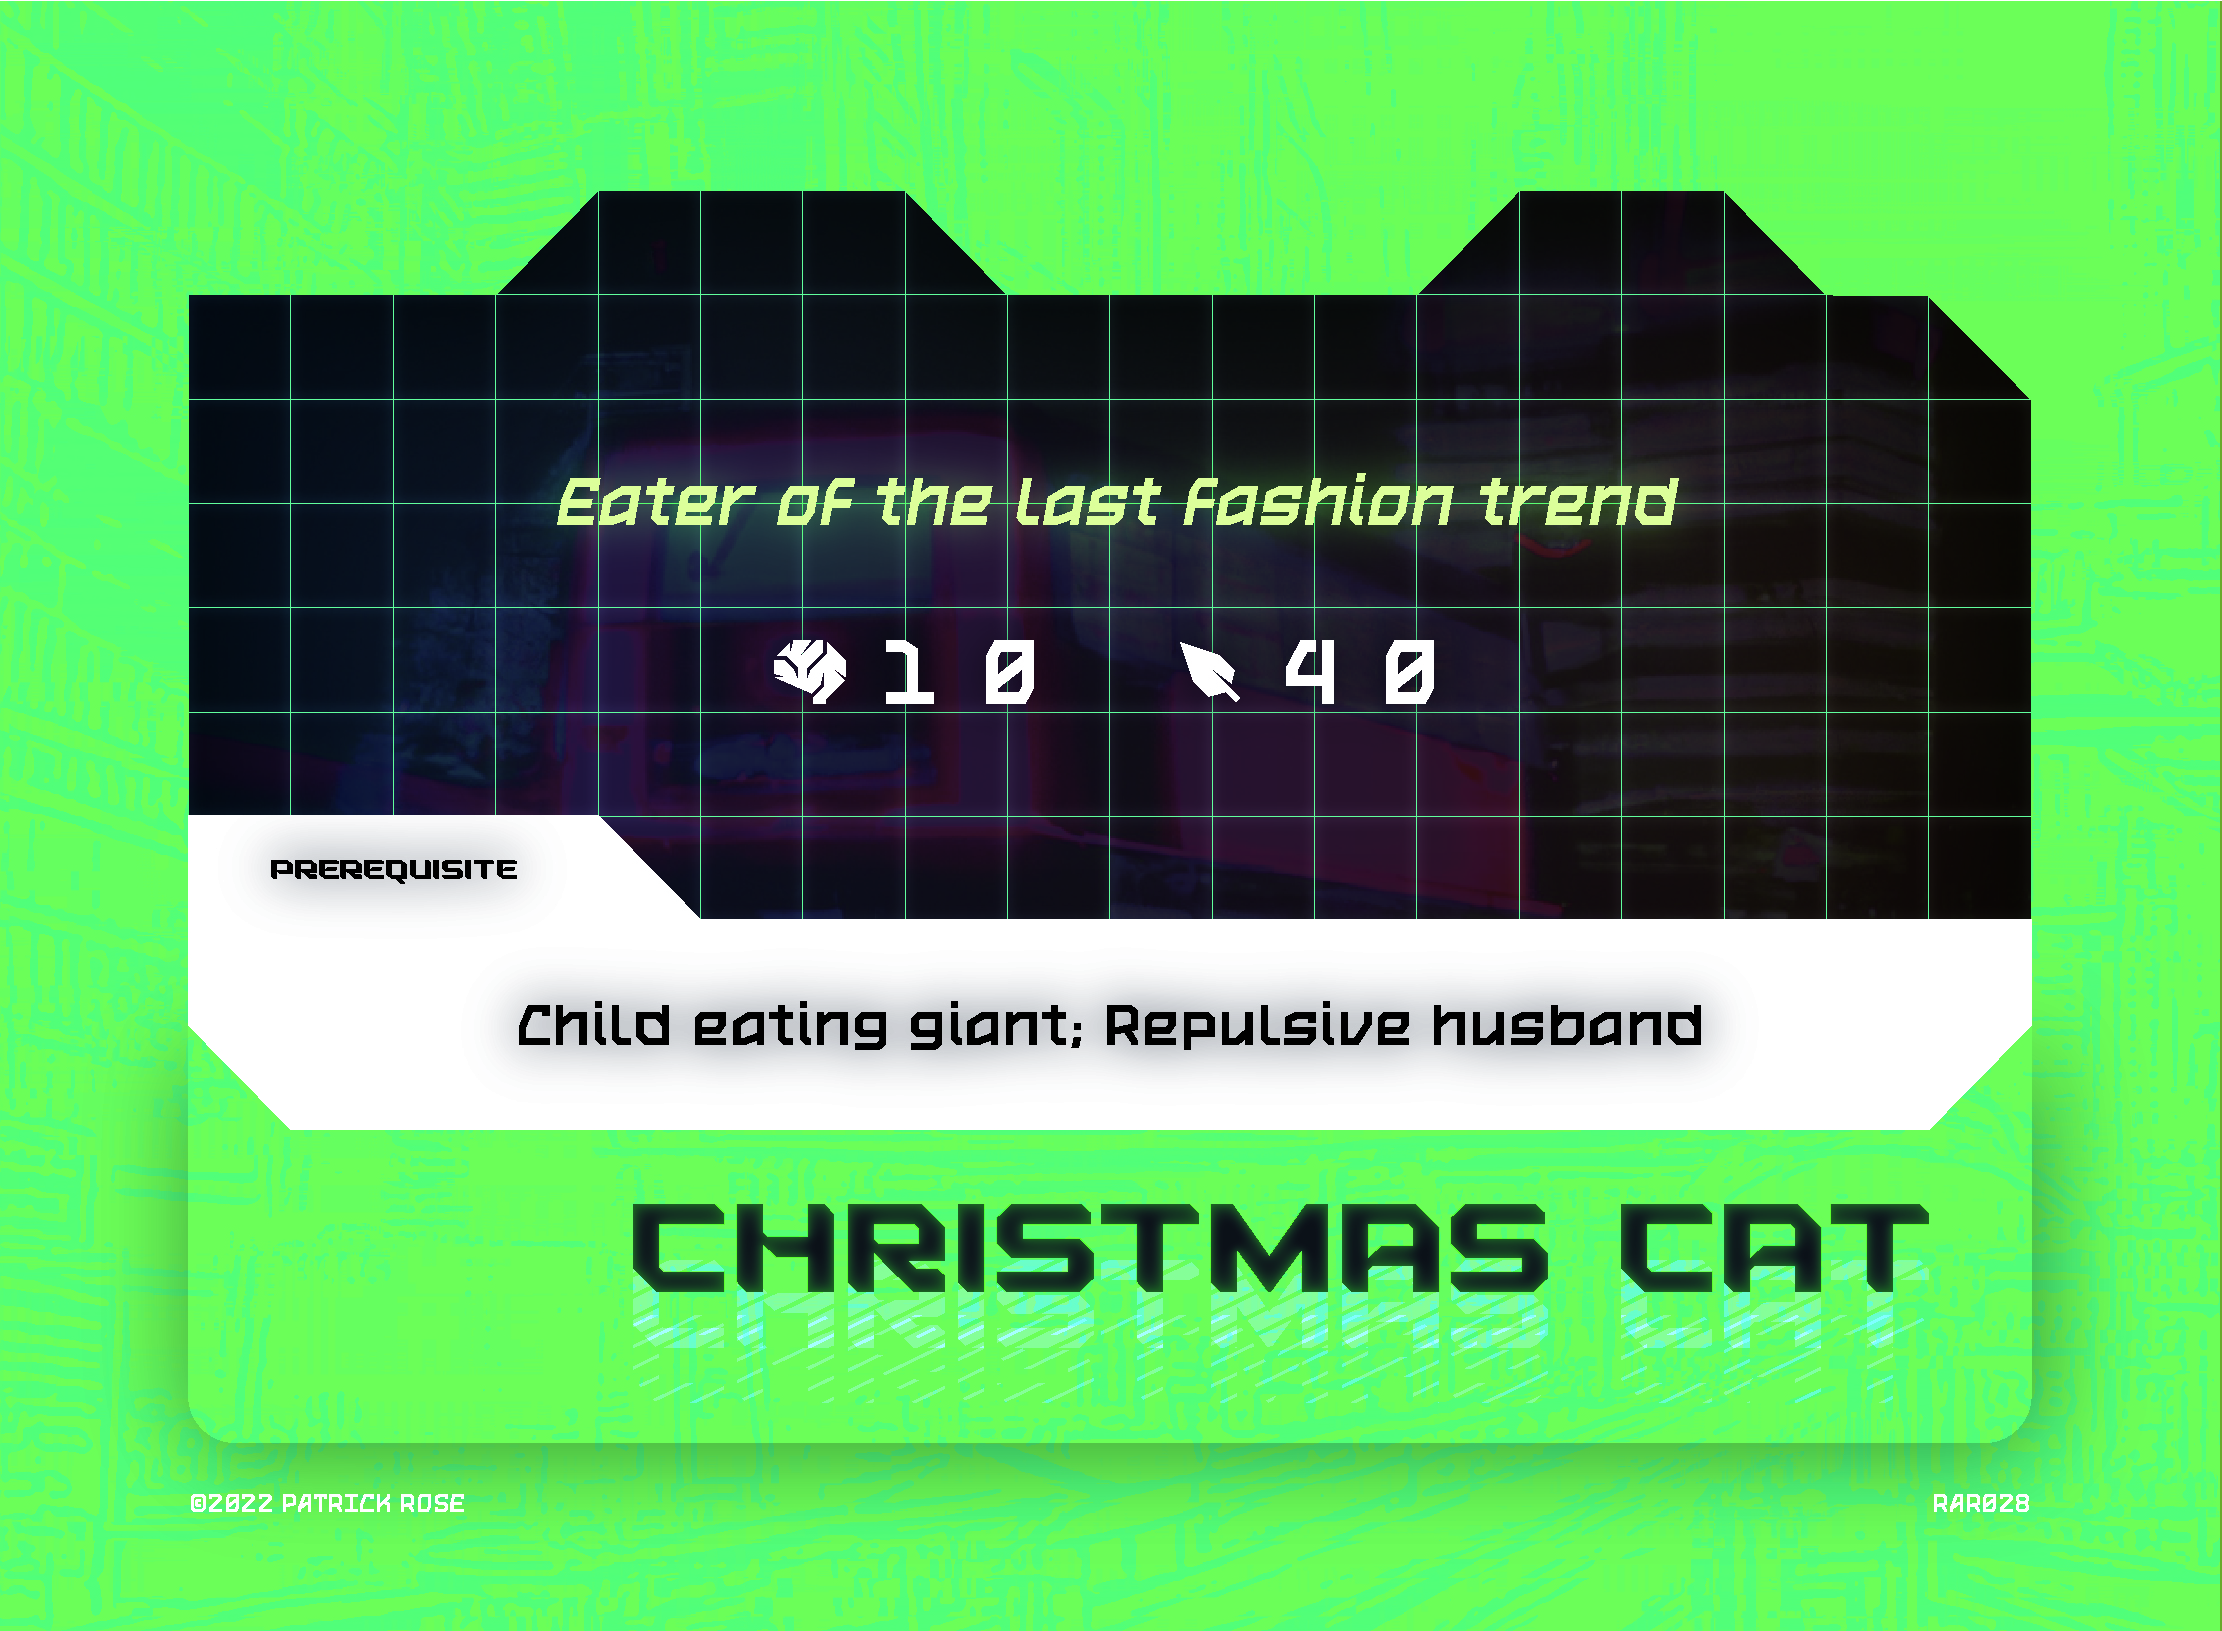 Eater of the last fashion trend
10 40
PREREQUISITE
Child eating giant; Repulsive husband
CHRISTMAS CAT
©2022 PATRICK ROSE
RAR028